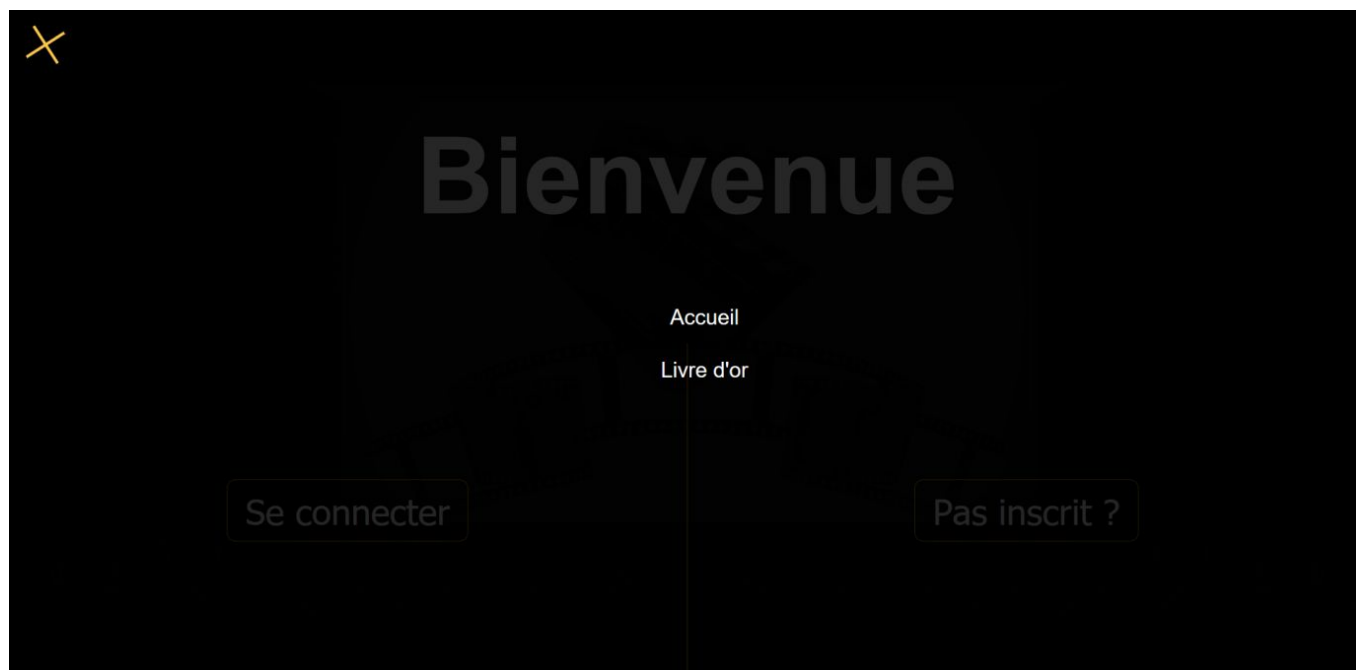 Bienvenue
Accueil
Livre d'or
Se connecter
Pas inscrit ?